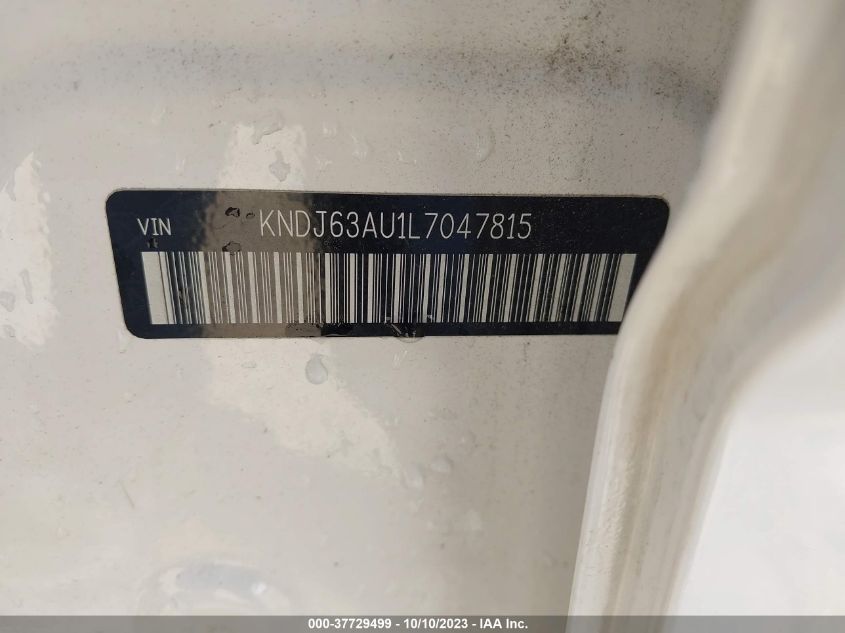 VIN KNDJ63AU1L7047815
000-37729499 - 10/10/2023 - IAA Inc.